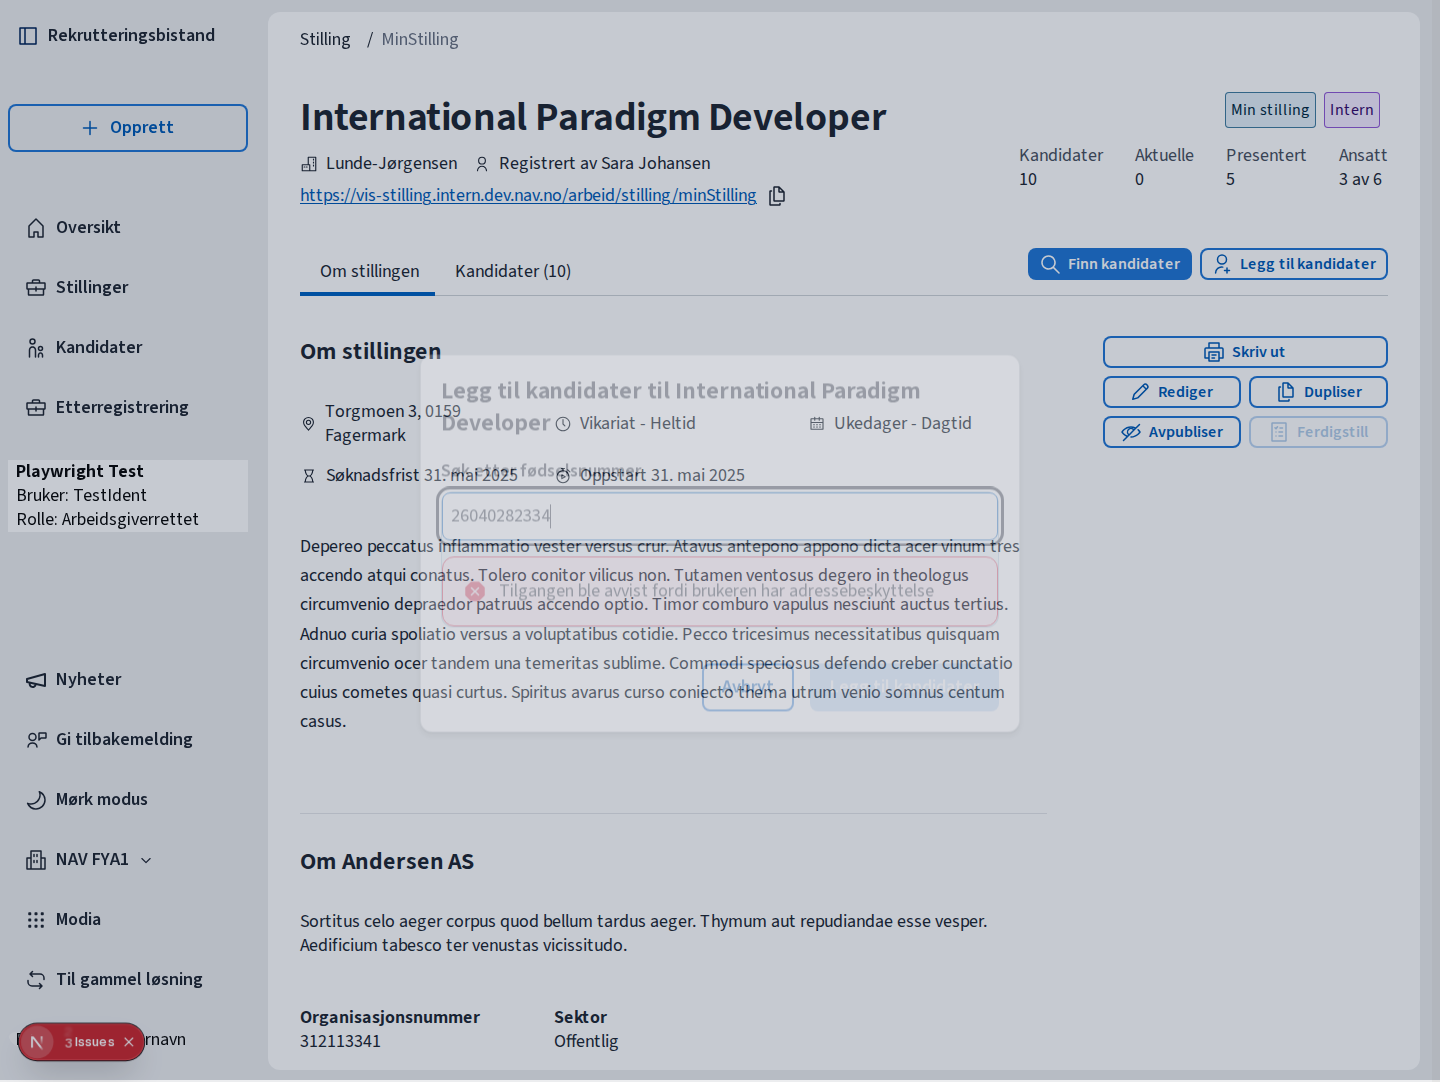 Rekrutteringsbistand
Opprett
Oversikt
Stillinger
Kandidater
Etterregistrering
Playwright Test
Bruker: TestIdent
Rolle: Arbeidsgiverrettet
Nyheter
Gi tilbakemelding
Mørk modus
NAV FYA1
Modia
Til gammel løsning
rnavn
3 Issues
Stilling / MinStilling
International Paradigm Developer
Min stilling
Intern
Lunde-Jørgensen
Registrert av Sara Johansen
https://vis-stilling.intern.dev.nav.no/arbeid/stilling/minStilling
Kandidater
10
Aktuelle
0
Presentert
5
Ansatt
3 av 6
Om stillingen
Kandidater (10)
Finn kandidater
Legg til kandidater
Om stillingen
Skriv ut
Rediger
Dupliser
Avpubliser
Ferdigstill
Torgmoen 3, 0159
Fagermark
Vikariat - Heltid
Ukedager - Dagtid
Søknadsfrist 31. mai 2025
Oppstart 31. mai 2025
Depereo peccatus inflammatio vester versus crur. Atavus antepono appono dicta acer vinum tres
accendo atqui conatus. Tolero conitor vilicus non. Tutamen ventosus degero in theologus
circumvenio depraedor patruus accendo optio. Timor comburo vapulus nesciunt auctus tertius.
Adnuo curia spoliatio versus a voluptatibus cotidie. Pecco tricesimus necessitatibus quisquam
circumvenio ocer tandem una temeritas sublime. Commodi speciosus defendo creber cunctatio
cuius cometes quasi curtus. Spiritus avarus curso coniecto thema utrum venio somnus centum
casus.
Legg til kandidater til International Paradigm
Developer
Søk etter fødselsnummer
26040282334
Tilgangen ble avvist fordi brukeren har adressebeskyttelse
Avbryt
Legg til kandidater
Om Andersen AS
Sortitus celo aeger corpus quod bellum tardus aeger. Thymum aut repudiandae esse vesper.
Aedificium tabesco ter venustas vicissitudo.
Organisasjonsnummer
312113341
Sektor
Offentlig